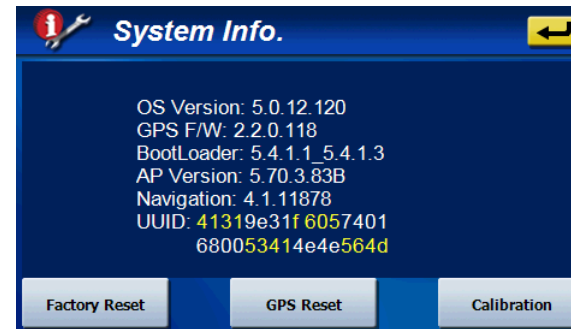 System Info.
OS Version: 5.0.12.120
GPS F/W: 2.2.0.118
BootLoader: 5.4.1.1_5.4.1.3
AP Version: 5.70.3.83B
Navigation: 4.1.11878
UUID: 41319e31f 6057401
680053414e4e564d
Factory Reset
GPS Reset
Calibration